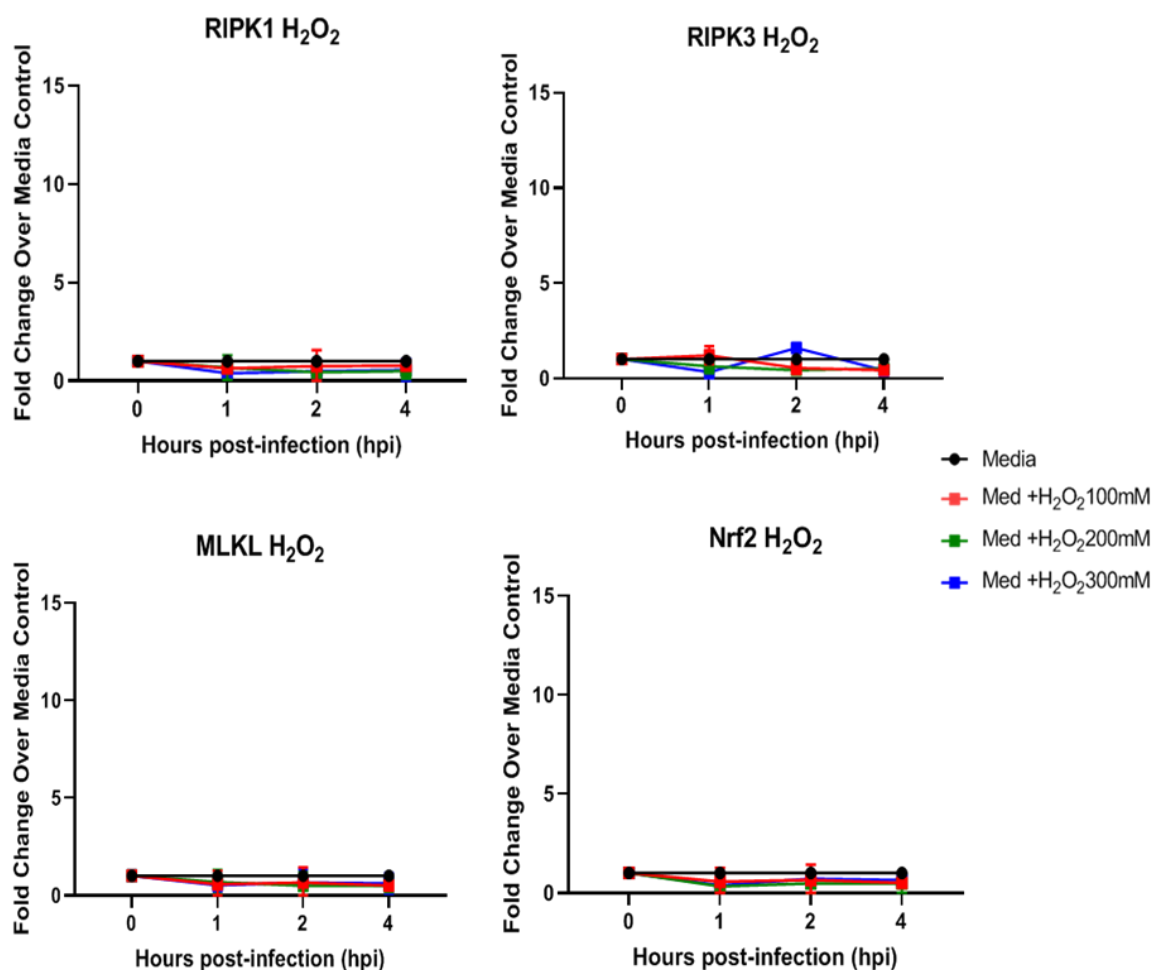 RIPK1 H₂O₂
Fold Change Over Media Control
15
10
5
0
0 1 2 4
Hours post-infection (hpi)
RIPK3 H₂O₂
Fold Change Over Media Control
15
10
5
0
0 1 2 4
Hours post-infection (hpi)
Media
Med +H₂O₂100mM
Med +H₂O₂200mM
Med +H₂O₂300mM
MLKL H₂O₂
Fold Change Over Media Control
15
10
5
0
0 1 2 4
Hours post-infection (hpi)
Nrf2 H₂O₂
Fold Change Over Media Control
15
10
5
0
0 1 2 4
Hours post-infection (hpi)